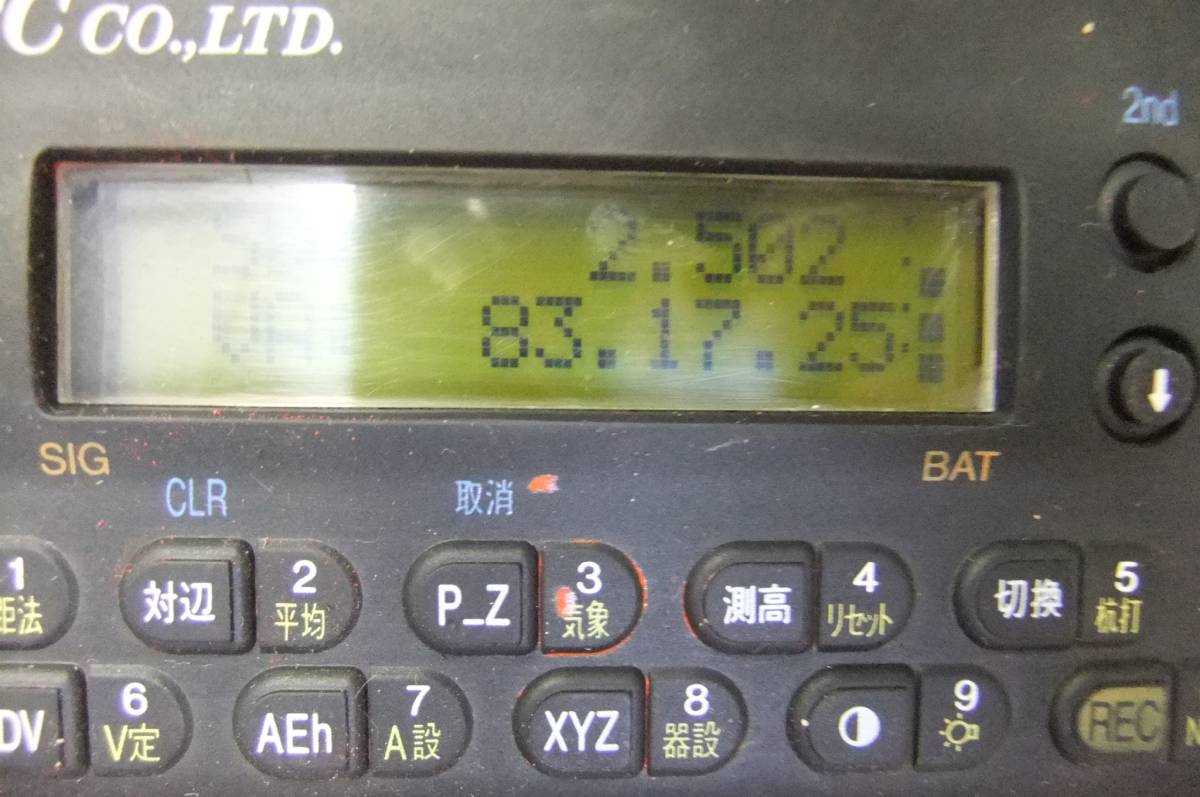 CO.,LTD.
2nd
2.502
83.17.25
SIG
BAT
CLR
取消
1 距法
対辺
2 平均
P_Z
3 気象
測高
4 リセット
切換
5 杭打
DV
6 V定
AEh
7 A設
XYZ
8 器設
9
REC